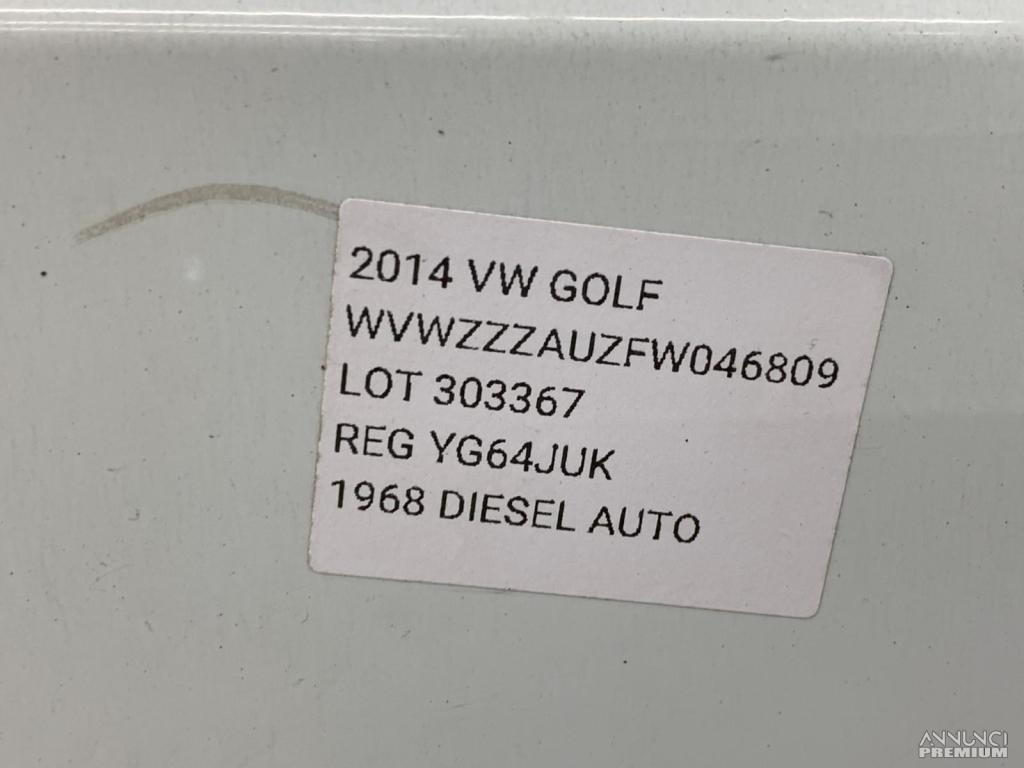 2014 VW GOLF
WVWZZZAUZFW046809
LOT 303367
REG YG64JUK
1968 DIESEL AUTO
ANNUNCI
PREMIUM